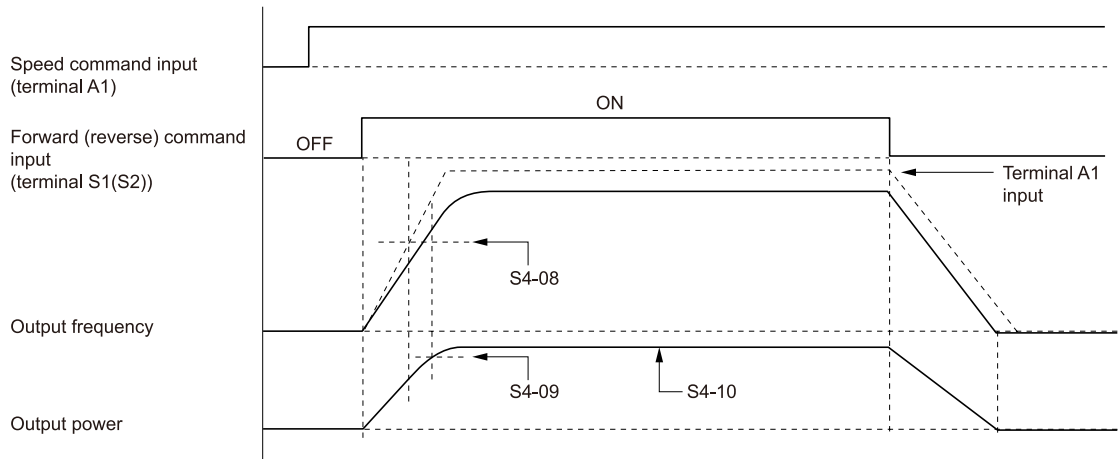 Speed command input
(terminal A1)
ON
Forward (reverse) command
input
(terminal S1(S2))
OFF
Terminal A1
input
S4-08
Output frequency
S4-09
S4-10
Output power